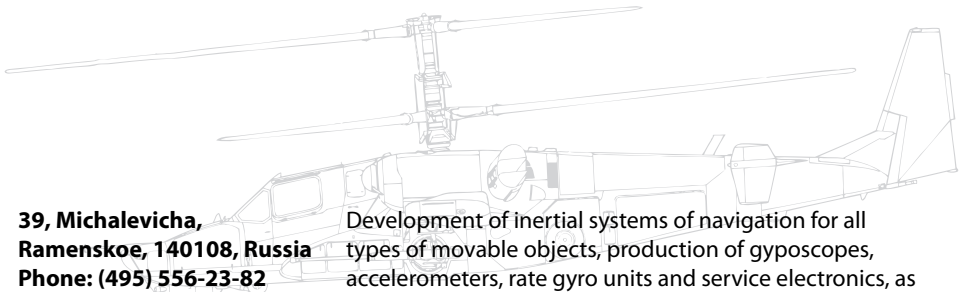 39, Michalevicha,
Ramenskoe, 140108, Russia
Phone: (495) 556-23-82
Development of inertial systems of navigation for all
types of movable objects, production of gyposcopes,
accelerometers, rate gyro units and service electronics, as